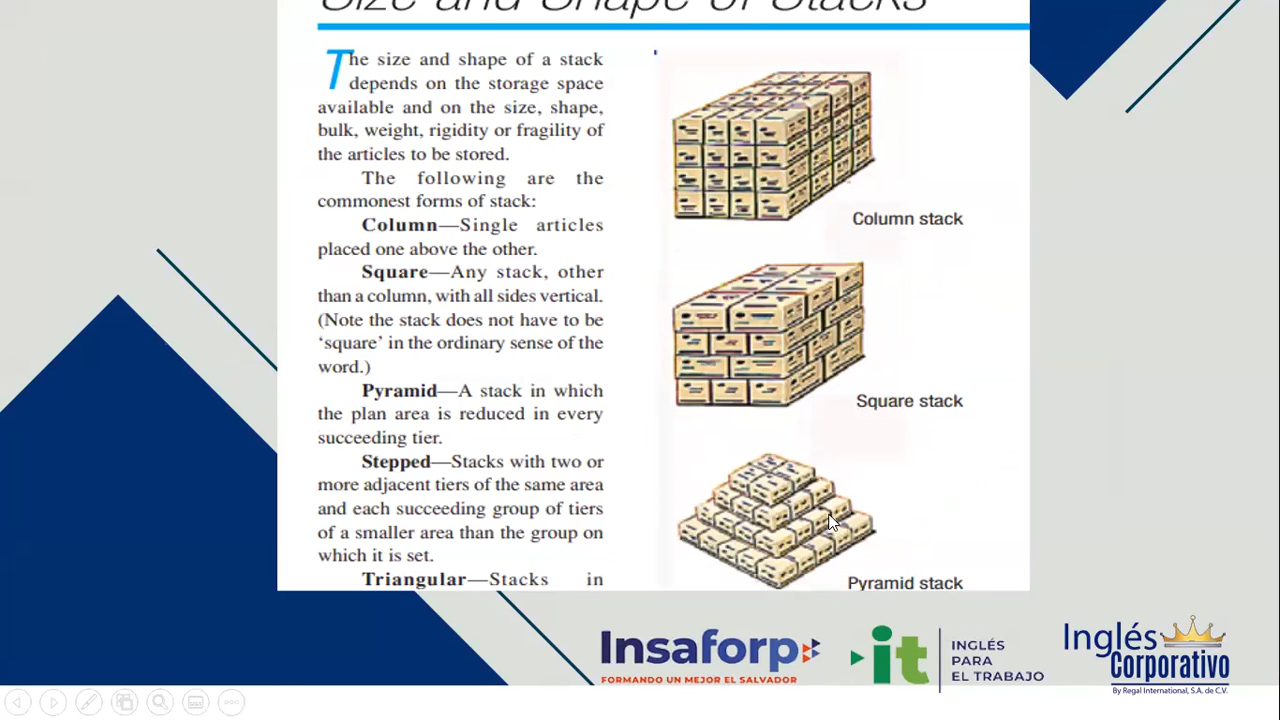 Size and Shape of Stacks
The size and shape of a stack
depends on the storage space
available and on the size, shape,
bulk, weight, rigidity or fragility of
the articles to be stored.
The following are the
commonest forms of stack:
Column—Single articles
placed one above the other.
Square—Any stack, other
than a column, with all sides vertical.
(Note the stack does not have to be
‘square’ in the ordinary sense of the
word.)
Pyramid—A stack in which
the plan area is reduced in every
succeeding tier.
Stepped—Stacks with two or
more adjacent tiers of the same area
and each succeeding group of tiers
of a smaller area than the group on
which it is set.
Triangular—Stacks in
Column stack
Square stack
Pyramid stack
Insaforp
FORMANDO UN MEJOR EL SALVADOR
it
INGLÉS
PARA
EL TRABAJO
Inglés
Corporativo
By Regal International, S.A. de C.V.